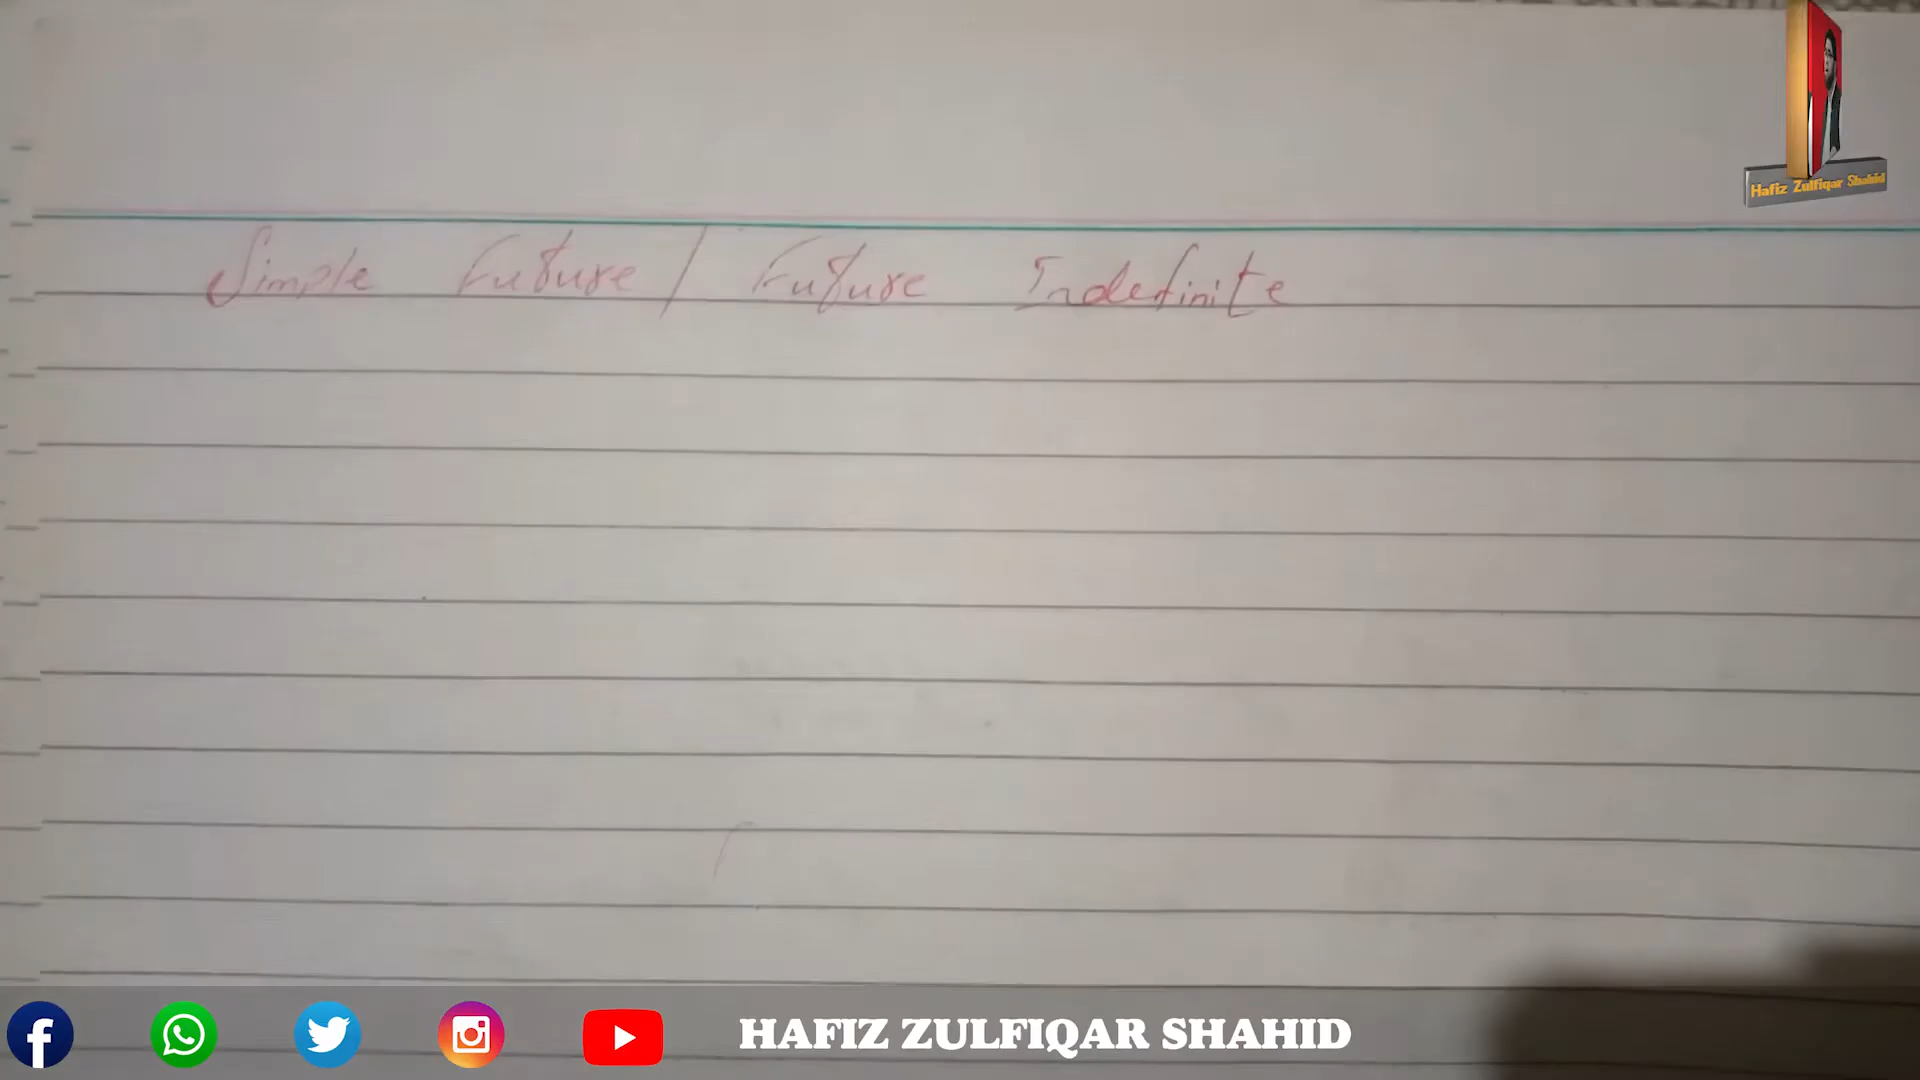 Hafiz Zulfiqar Shahid
Simple Future / Future Indefinite
HAFIZ ZULFIQAR SHAHID